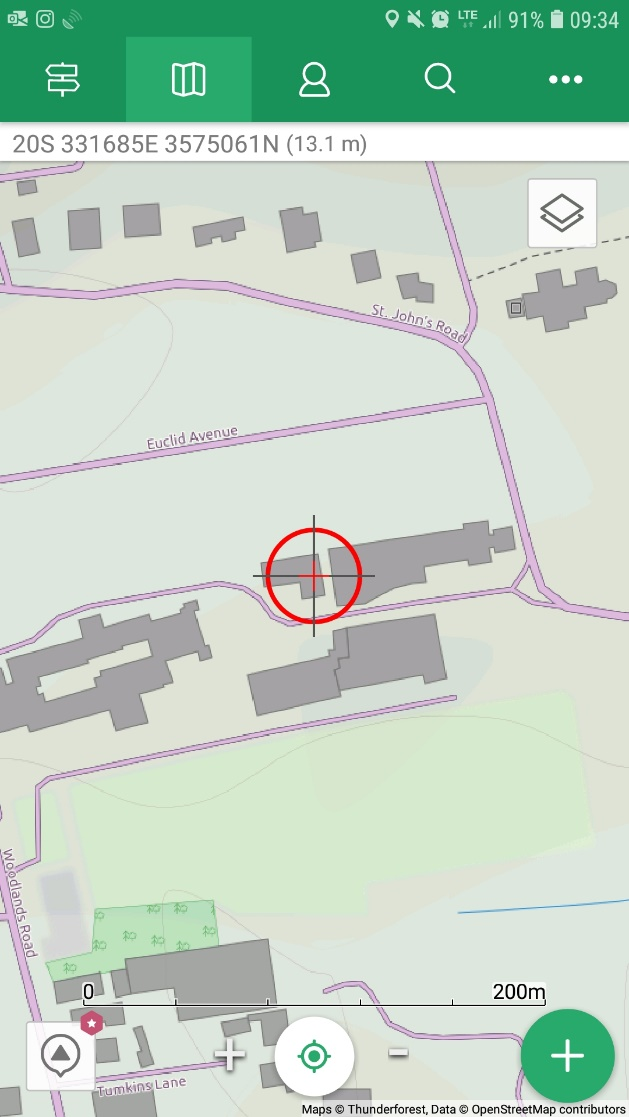 LTE 91% 09:34
20S 331685E 3575061N (13.1 m)
St. John's Road
Euclid Avenue
Woodlands Road
0 200m
Tumkins Lane
Maps © Thunderforest, Data © OpenStreetMap contributors